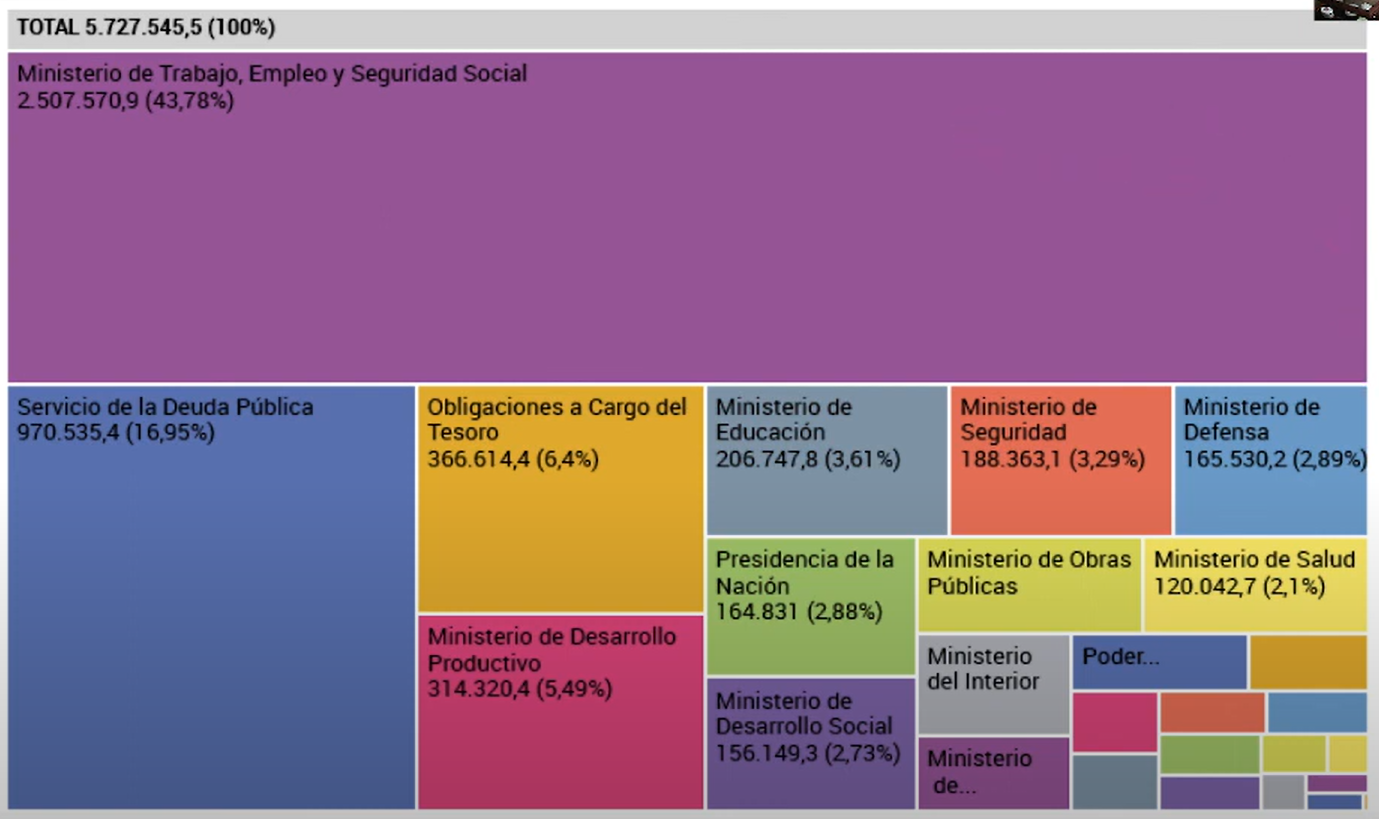 TOTAL 5.727.545,5 (100%)
Ministerio de Trabajo, Empleo y Seguridad Social
2.507.570,9 (43,78%)
Servicio de la Deuda Pública
970.535,4 (16,95%)
Obligaciones a Cargo del
Tesoro
366.614,4 (6,4%)
Ministerio de Desarrollo
Productivo
314.320,4 (5,49%)
Ministerio de
Educación
206.747,8 (3,61%)
Ministerio de
Seguridad
188.363,1 (3,29%)
Ministerio de
Defensa
165.530,2 (2,89%)
Presidencia de la
Nación
164.831 (2,88%)
Ministerio de Obras
Públicas
Ministerio de Salud
120.042,7 (2,1%)
Ministerio de
Desarrollo Social
156.149,3 (2,73%)
Ministerio
del Interior
Poder...
Ministerio
de...